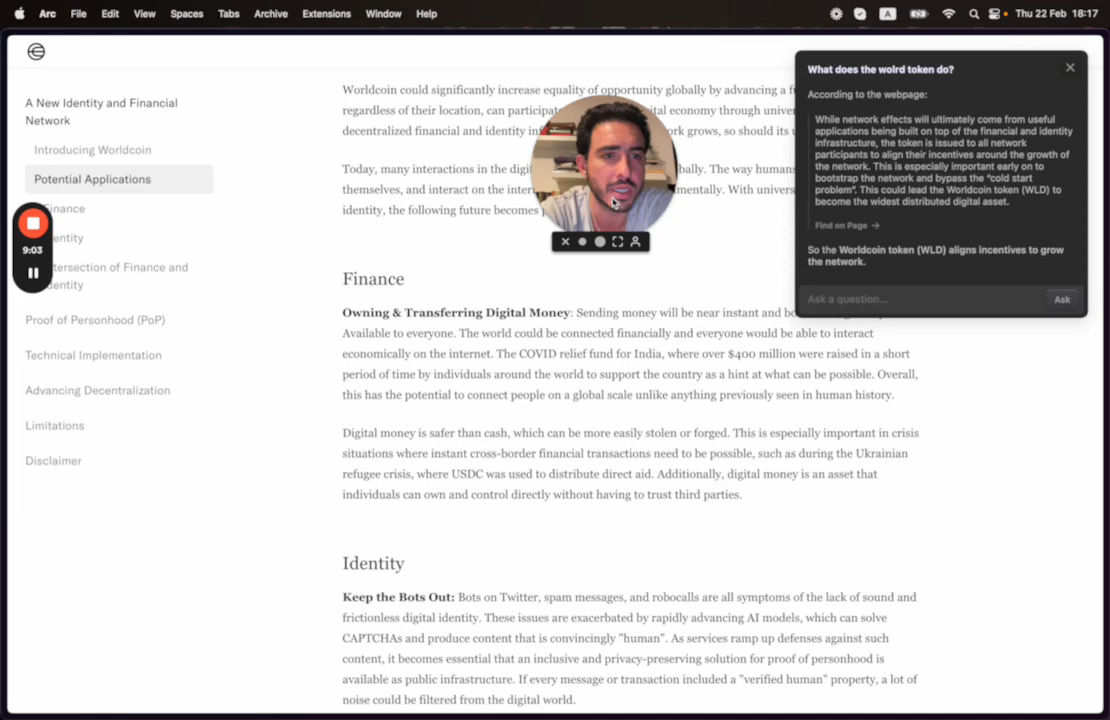 Arc File Edit View Spaces Tabs Archive Extensions Window Help
A
Thu 22 Feb 18:17
A New Identity and Financial
Network
Introducing Worldcoin
Potential Applications
Finance
entity
tersection of Finance and
dentity
Proof of Personhood (PoP)
Technical Implementation
Advancing Decentralization
Limitations
Disclaimer
9:03
Worldcoin could significantly increase equality of opportunity globally by advancing a fu
regardless of their location, can participat ital economy through univer
decentralized financial and identity inf ork grows, so should its u
Today, many interactions in the digit bally. The way humans
themselves, and interact on the inter mentally. With univers
identity, the following future becomes p
Finance
Owning & Transferring Digital Money: Sending money will be near instant and bo
Available to everyone. The world could be connected financially and everyone would be able to interact
economically on the internet. The COVID relief fund for India, where over $400 million were raised in a short
period of time by individuals around the world to support the country as a hint at what can be possible. Overall,
this has the potential to connect people on a global scale unlike anything previously seen in human history.
Digital money is safer than cash, which can be more easily stolen or forged. This is especially important in crisis
situations where instant cross-border financial transactions need to be possible, such as during the Ukrainian
refugee crisis, where USDC was used to distribute direct aid. Additionally, digital money is an asset that
individuals can own and control directly without having to trust third parties.
Identity
Keep the Bots Out: Bots on Twitter, spam messages, and robocalls are all symptoms of the lack of sound and
frictionless digital identity. These issues are exacerbated by rapidly advancing AI models, which can solve
CAPTCHAs and produce content that is convincingly "human". As services ramp up defenses against such
content, it becomes essential that an inclusive and privacy-preserving solution for proof of personhood is
available as public infrastructure. If every message or transaction included a "verified human" property, a lot of
noise could be filtered from the digital world.
What does the wolrd token do?
According to the webpage:
While network effects will ultimately come from useful
applications being built on top of the financial and identity
infrastructure, the token is issued to all network
participants to align their incentives around the growth of
the network. This is especially important early on to
bootstrap the network and bypass the "cold start
problem". This could lead the Worldcoin token (WLD) to
become the widest distributed digital asset.
Find on Page →
So the Worldcoin token (WLD) aligns incentives to grow
the network.
Ask a question...
Ask